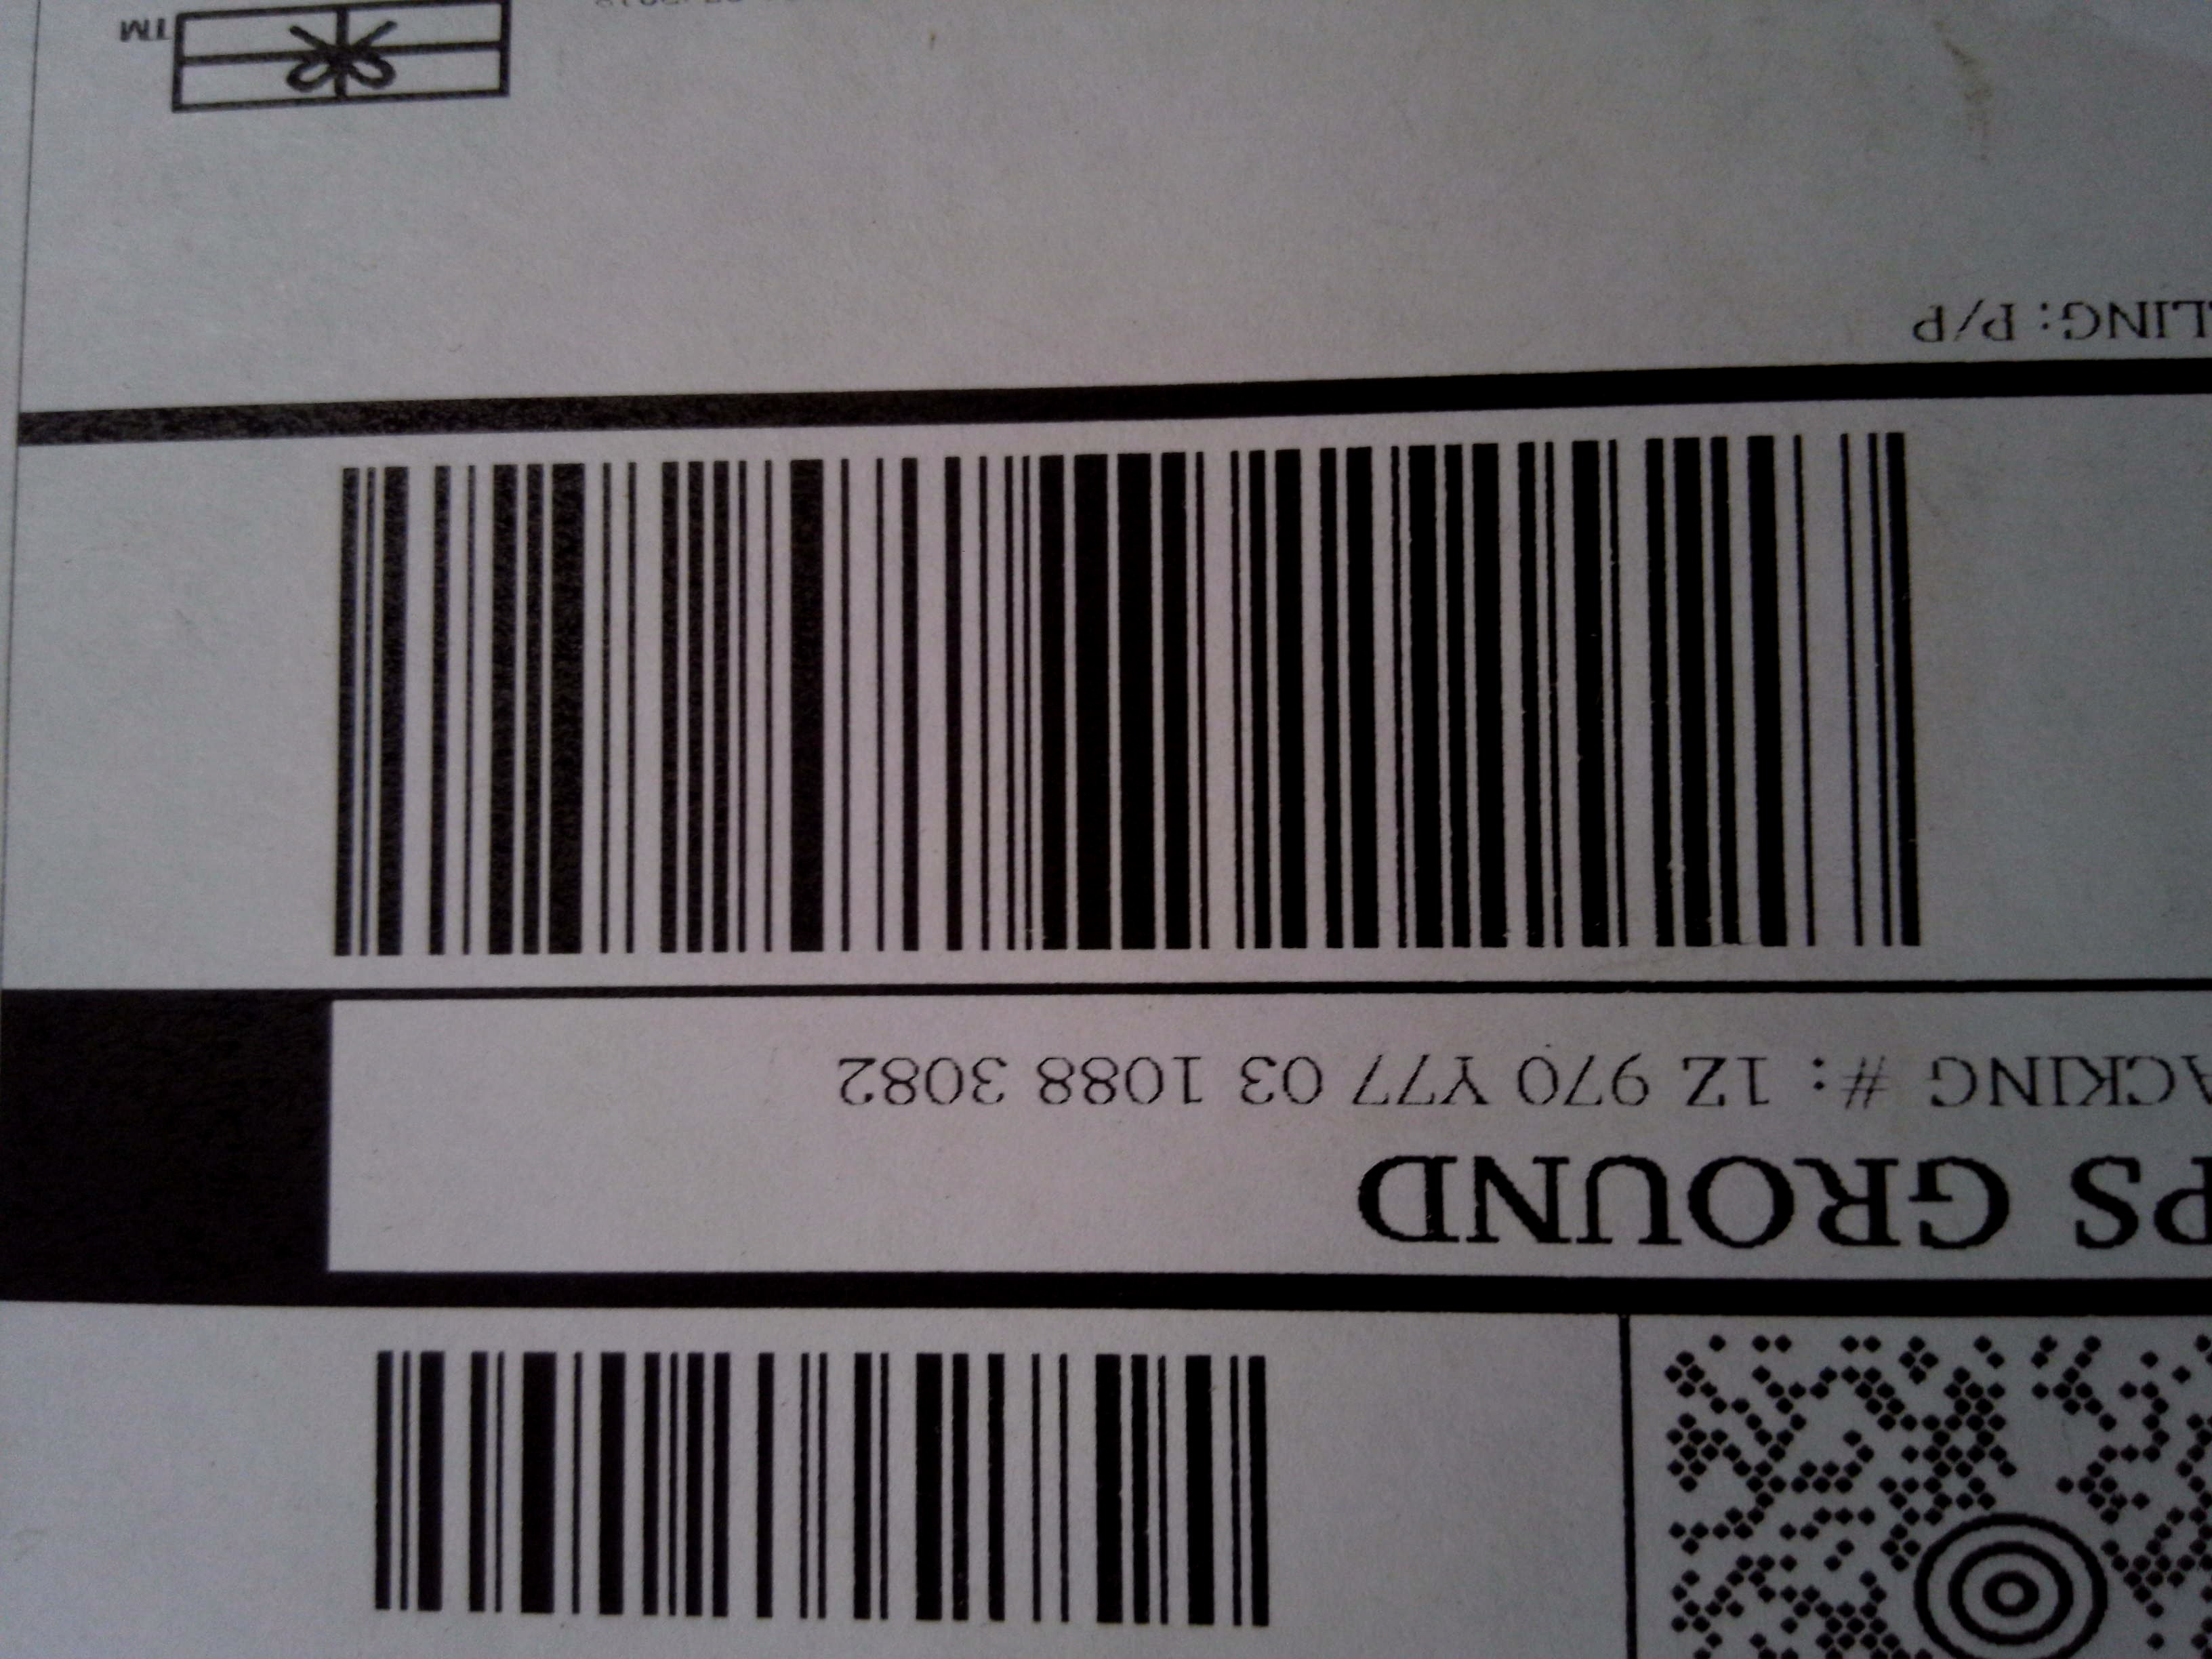 PS GROUND
ACKING #: 1Z 970 Y77 03 1088 3082
LING: P/P
TM